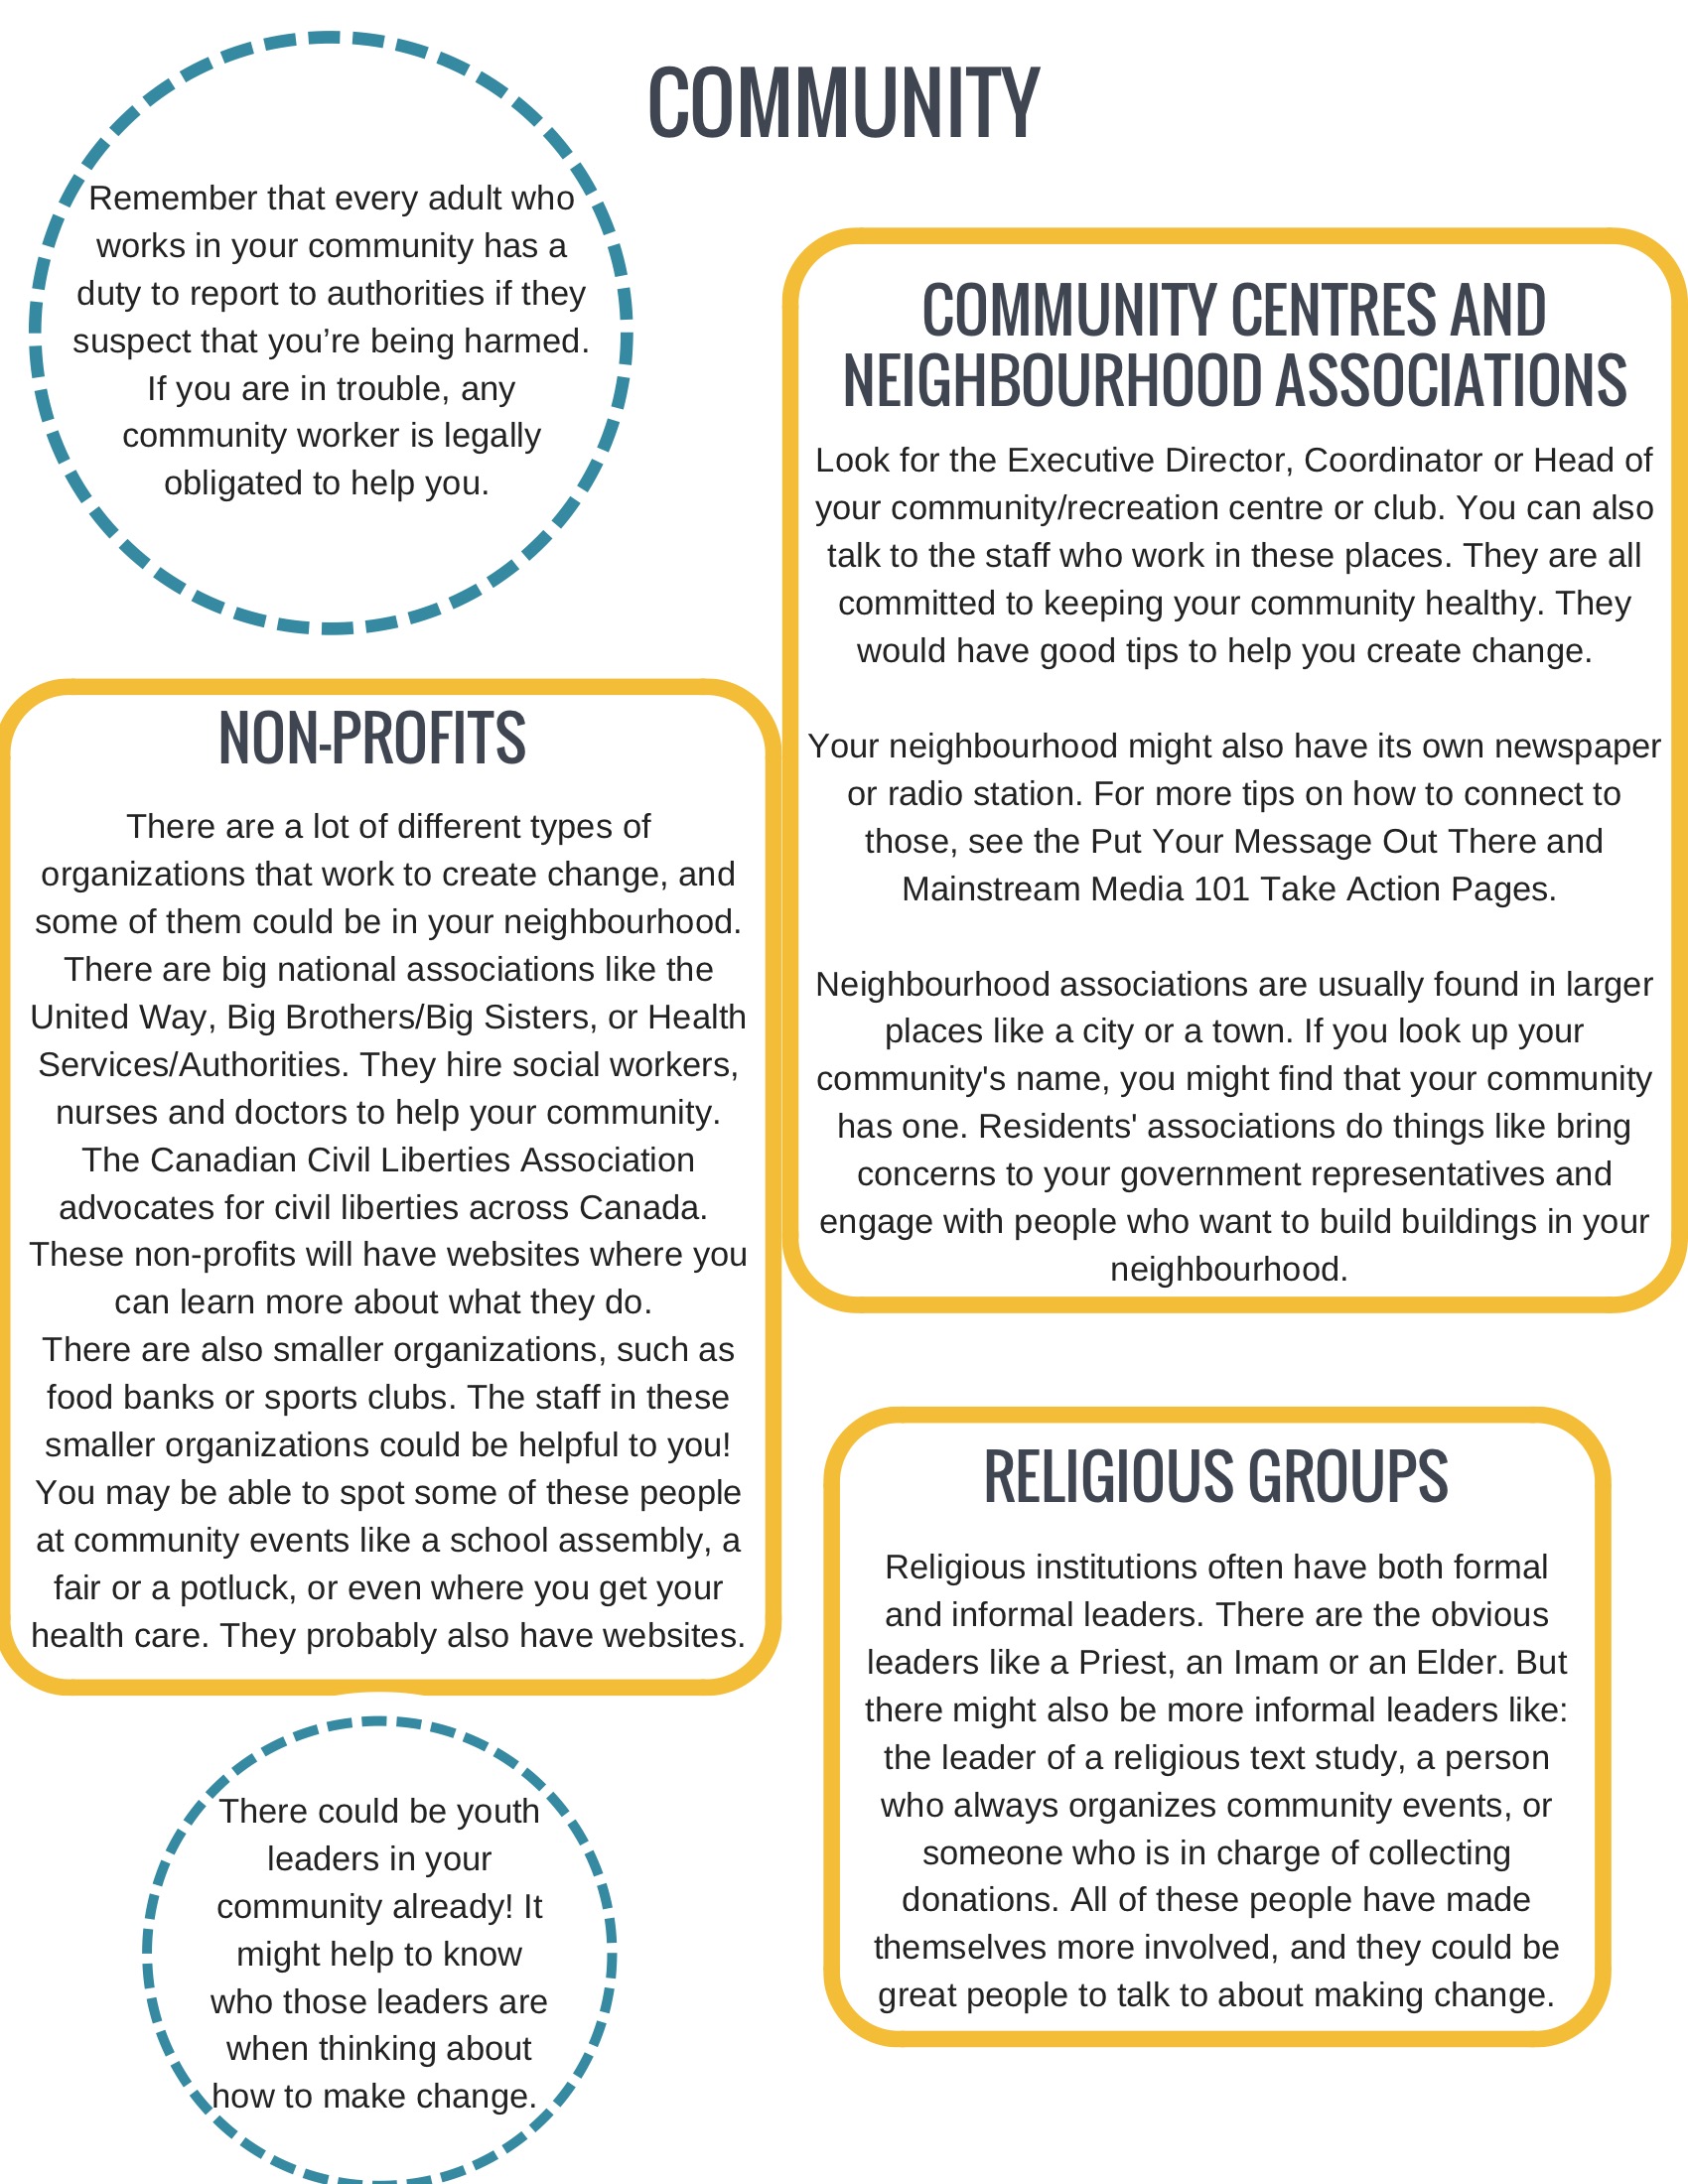 COMMUNITY
Remember that every adult who
works in your community has a
duty to report to authorities if they
suspect that you’re being harmed.
If you are in trouble, any
community worker is legally
obligated to help you.
COMMUNITY CENTRES AND
NEIGHBOURHOOD ASSOCIATIONS
Look for the Executive Director, Coordinator or Head of
your community/recreation centre or club. You can also
talk to the staff who work in these places. They are all
committed to keeping your community healthy. They
would have good tips to help you create change.
Your neighbourhood might also have its own newspaper
or radio station. For more tips on how to connect to
those, see the Put Your Message Out There and
Mainstream Media 101 Take Action Pages.
Neighbourhood associations are usually found in larger
places like a city or a town. If you look up your
community's name, you might find that your community
has one. Residents' associations do things like bring
concerns to your government representatives and
engage with people who want to build buildings in your
neighbourhood.
NON-PROFITS
There are a lot of different types of
organizations that work to create change, and
some of them could be in your neighbourhood.
There are big national associations like the
United Way, Big Brothers/Big Sisters, or Health
Services/Authorities. They hire social workers,
nurses and doctors to help your community.
The Canadian Civil Liberties Association
advocates for civil liberties across Canada.
These non-profits will have websites where you
can learn more about what they do.
There are also smaller organizations, such as
food banks or sports clubs. The staff in these
smaller organizations could be helpful to you!
You may be able to spot some of these people
at community events like a school assembly, a
fair or a potluck, or even where you get your
health care. They probably also have websites.
RELIGIOUS GROUPS
Religious institutions often have both formal
and informal leaders. There are the obvious
leaders like a Priest, an Imam or an Elder. But
there might also be more informal leaders like:
the leader of a religious text study, a person
who always organizes community events, or
someone who is in charge of collecting
donations. All of these people have made
themselves more involved, and they could be
great people to talk to about making change.
There could be youth
leaders in your
community already! It
might help to know
who those leaders are
when thinking about
how to make change.